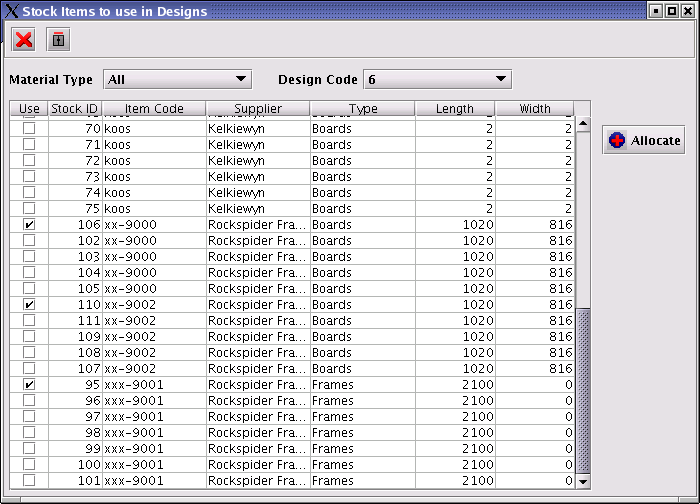 Stock Items to use in Designs
Material Type All Design Code 6
Use Stock ID Item Code Supplier Type Length Width
70 koos Kelkiewyn Boards 2 2
71 koos Kelkiewyn Boards 2 2
72 koos Kelkiewyn Boards 2 2
73 koos Kelkiewyn Boards 2 2
74 koos Kelkiewyn Boards 2 2
75 koos Kelkiewyn Boards 2 2
106 xx-9000 Rockspider Fra... Boards 1020 816
102 xx-9000 Rockspider Fra... Boards 1020 816
103 xx-9000 Rockspider Fra... Boards 1020 816
104 xx-9000 Rockspider Fra... Boards 1020 816
105 xx-9000 Rockspider Fra... Boards 1020 816
110 xx-9002 Rockspider Fra... Boards 1020 816
111 xx-9002 Rockspider Fra... Boards 1020 816
109 xx-9002 Rockspider Fra... Boards 1020 816
108 xx-9002 Rockspider Fra... Boards 1020 816
107 xx-9002 Rockspider Fra... Boards 1020 816
95 xxx-9001 Rockspider Fra... Frames 2100 0
96 xxx-9001 Rockspider Fra... Frames 2100 0
97 xxx-9001 Rockspider Fra... Frames 2100 0
98 xxx-9001 Rockspider Fra... Frames 2100 0
99 xxx-9001 Rockspider Fra... Frames 2100 0
100 xxx-9001 Rockspider Fra... Frames 2100 0
101 xxx-9001 Rockspider Fra... Frames 2100 0
Allocate